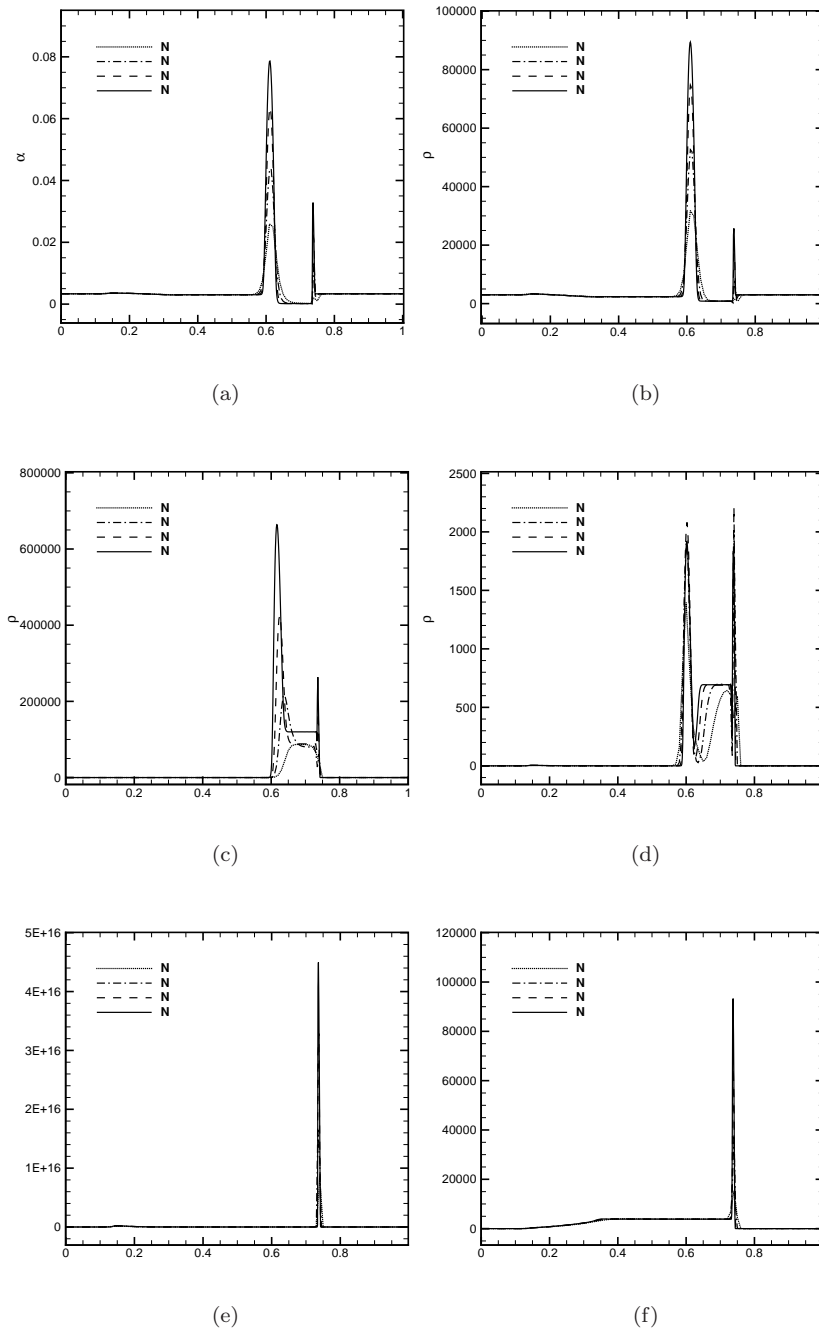 α
0.08
0.06
0.04
0.02
0
0 0.2 0.4 0.6 0.8 1
N
N
N
N
(a)
ρ
100000
80000
60000
40000
20000
0
0 0.2 0.4 0.6 0.8
N
N
N
N
(b)
ρ
800000
600000
400000
200000
0
0 0.2 0.4 0.6 0.8 1
N
N
N
N
(c)
ρ
2500
2000
1500
1000
500
0
0 0.2 0.4 0.6 0.8
N
N
N
N
(d)
5E+16
4E+16
3E+16
2E+16
1E+16
0
0 0.2 0.4 0.6 0.8
N
N
N
N
(e)
120000
100000
80000
60000
40000
20000
0
0 0.2 0.4 0.6 0.8
N
N
N
N
(f)